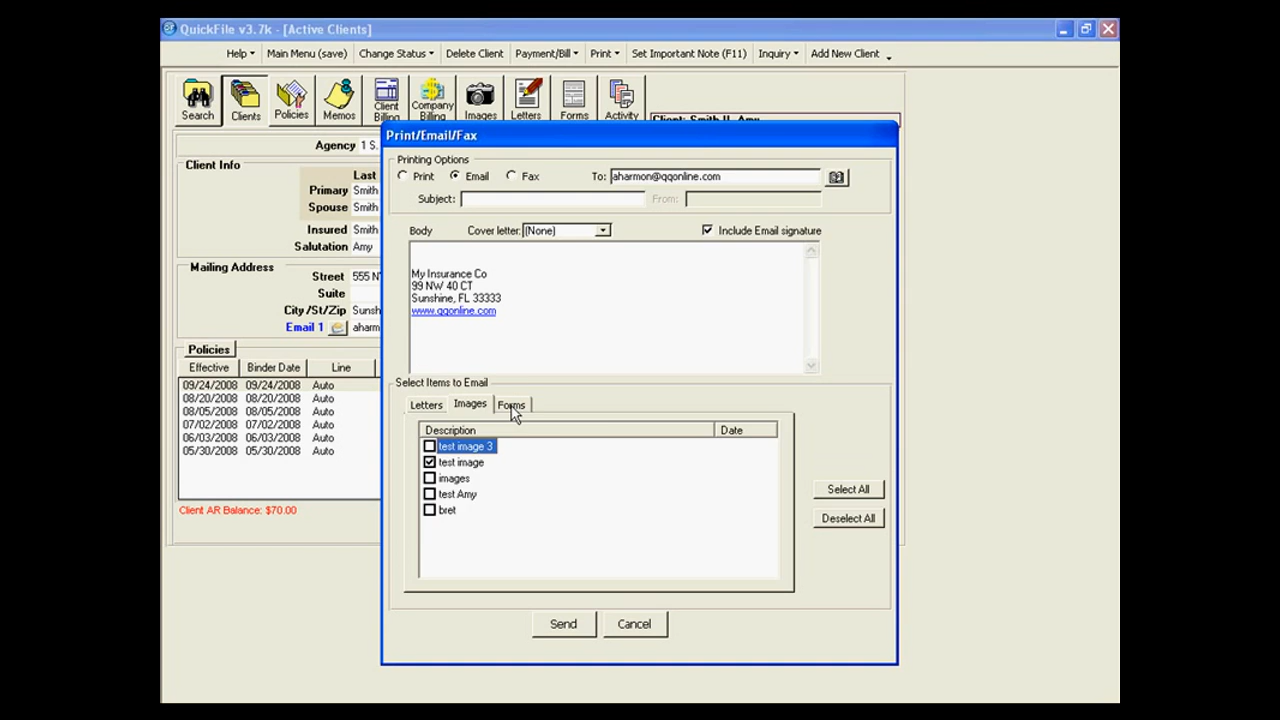 QuickFile v3.7k - [Active Clients]
Help Main Menu (save) Change Status Delete Client Payment/Bill Print Set Important Note (F11) Inquiry Add New Client
Search Clients Policies Memos Client Billing Company Billing Images Letters Forms Activity
Client: Smith II, Amy
Print/Email/Fax
Agency 1 S.
Client Info
Last
Primary Smith
Spouse Smith
Insured Smith
Salutation Amy
Mailing Address
Street 555 N
Suite
City/St/Zip Sunsh
Email 1 aharm
Policies
Effective Binder Date Line
09/24/2008 09/24/2008 Auto
08/20/2008 08/20/2008 Auto
08/05/2008 08/05/2008 Auto
07/02/2008 07/02/2008 Auto
06/03/2008 06/03/2008 Auto
05/30/2008 05/30/2008 Auto
Client AR Balance: $70.00
Printing Options
Print Email Fax To: aharmon@qqonline.com
Subject: From:
Body Cover letter: (None) Include Email signature
My Insurance Co
99 NW 40 CT
Sunshine, FL 33333
www.qqonline.com
Select Items to Email
Letters Images Forms
Description Date
test image 3
test image
images
test Amy
bret
Select All
Deselect All
Send Cancel